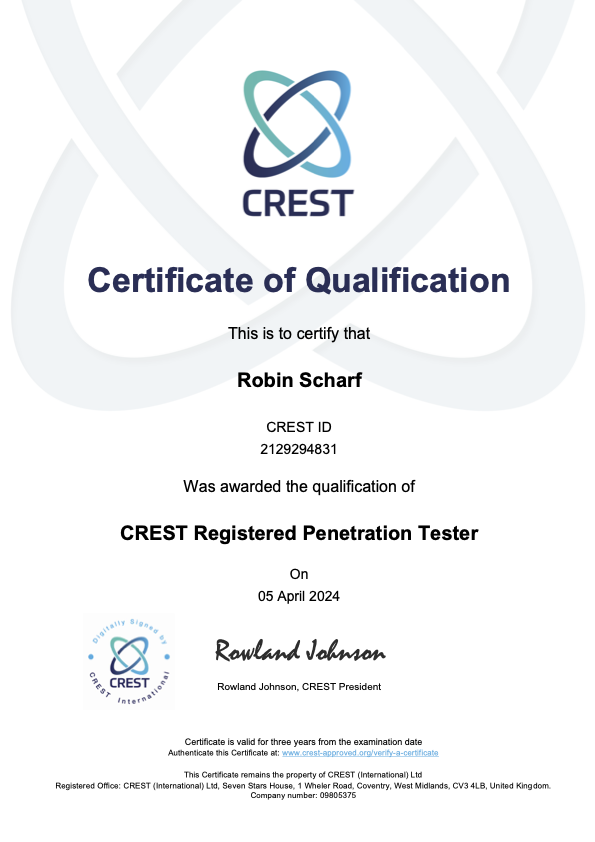 CREST
Certificate of Qualification
This is to certify that
Robin Scharf
CREST ID
2129294831
Was awarded the qualification of
CREST Registered Penetration Tester
On
05 April 2024
Digitally Signed by
CREST
CREST International
Rowland Johnson
Rowland Johnson, CREST President
Certificate is valid for three years from the examination date
Authenticate this Certificate at: www.crest-approved.org/verify-a-certificate
This Certificate remains the property of CREST (International) Ltd
Registered Office: CREST (International) Ltd, Seven Stars House, 1 Wheler Road, Coventry, West Midlands, CV3 4LB, United Kingdom.
Company number: 09805375